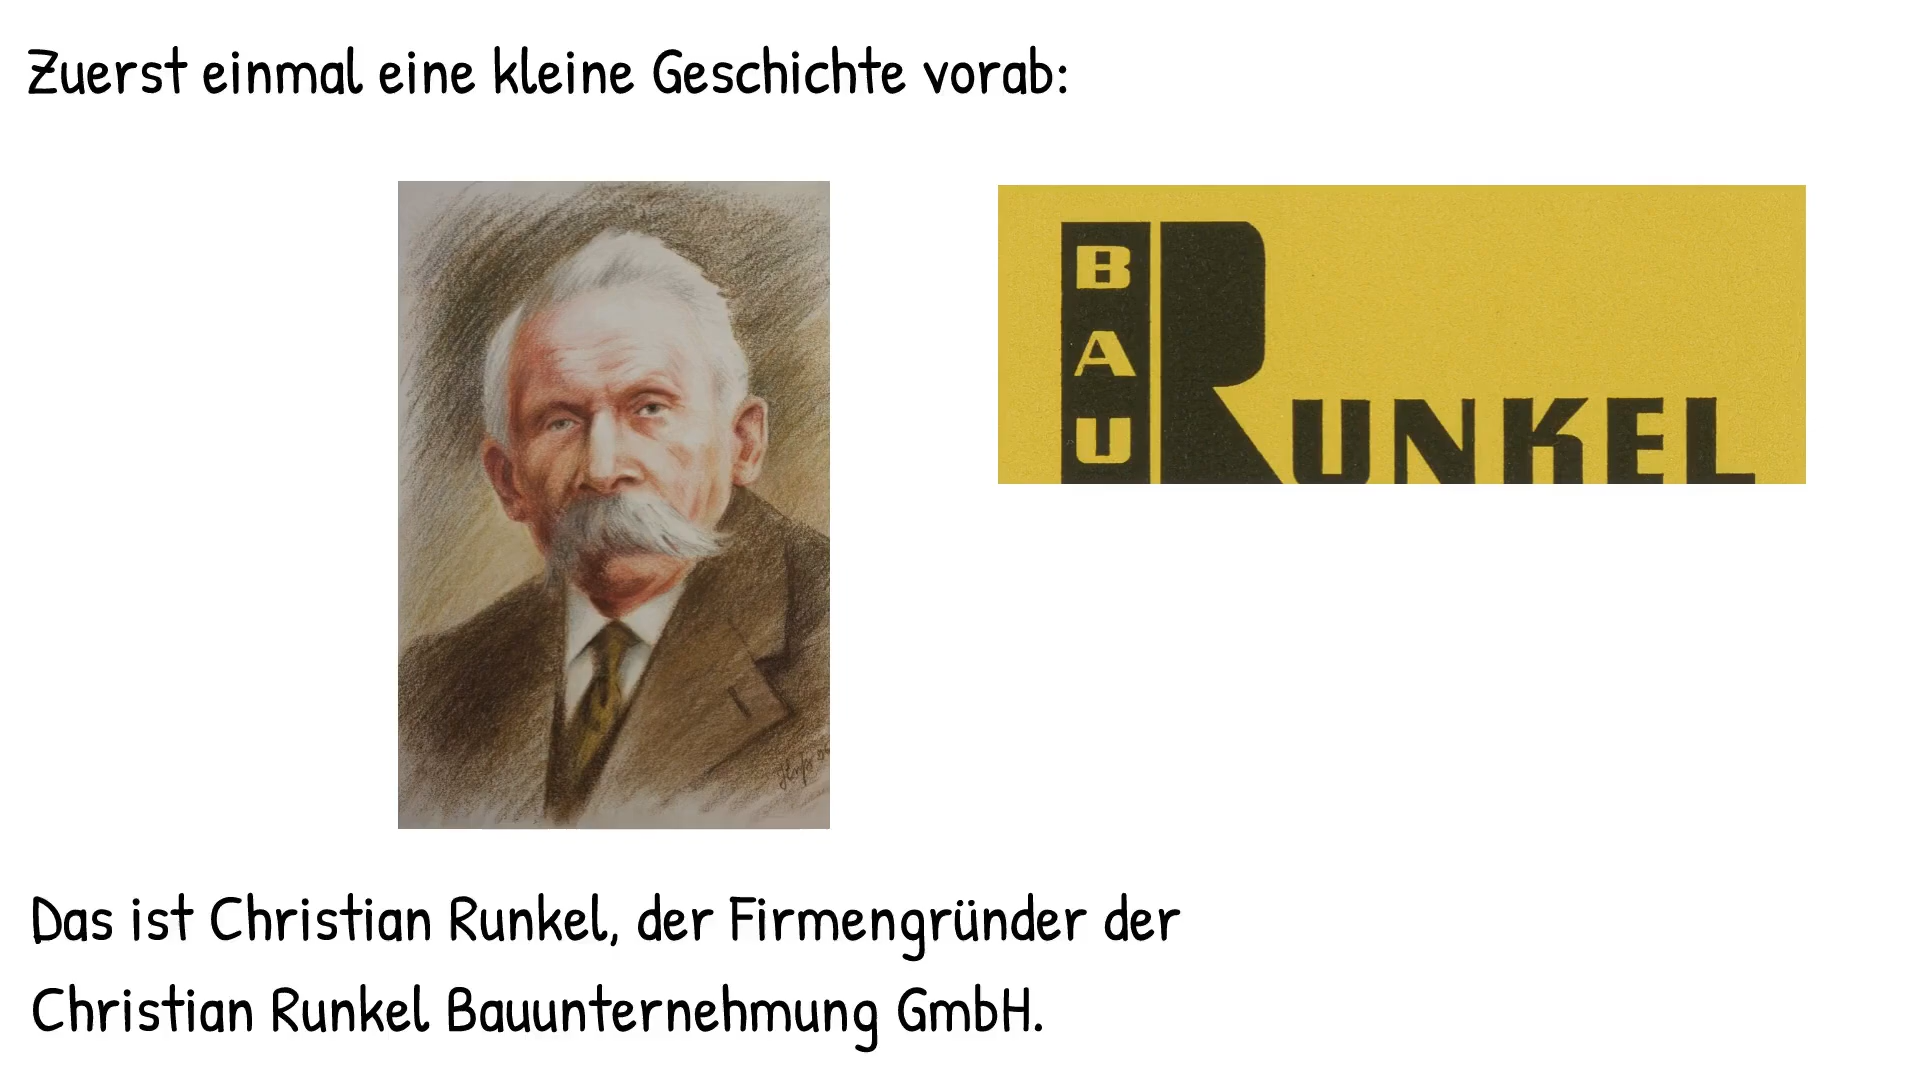 Zuerst einmal eine kleine Geschichte vorab:
BAU
RUNKEL
Das ist Christian Runkel, der Firmengründer der
Christian Runkel Bauunternehmung GmbH.